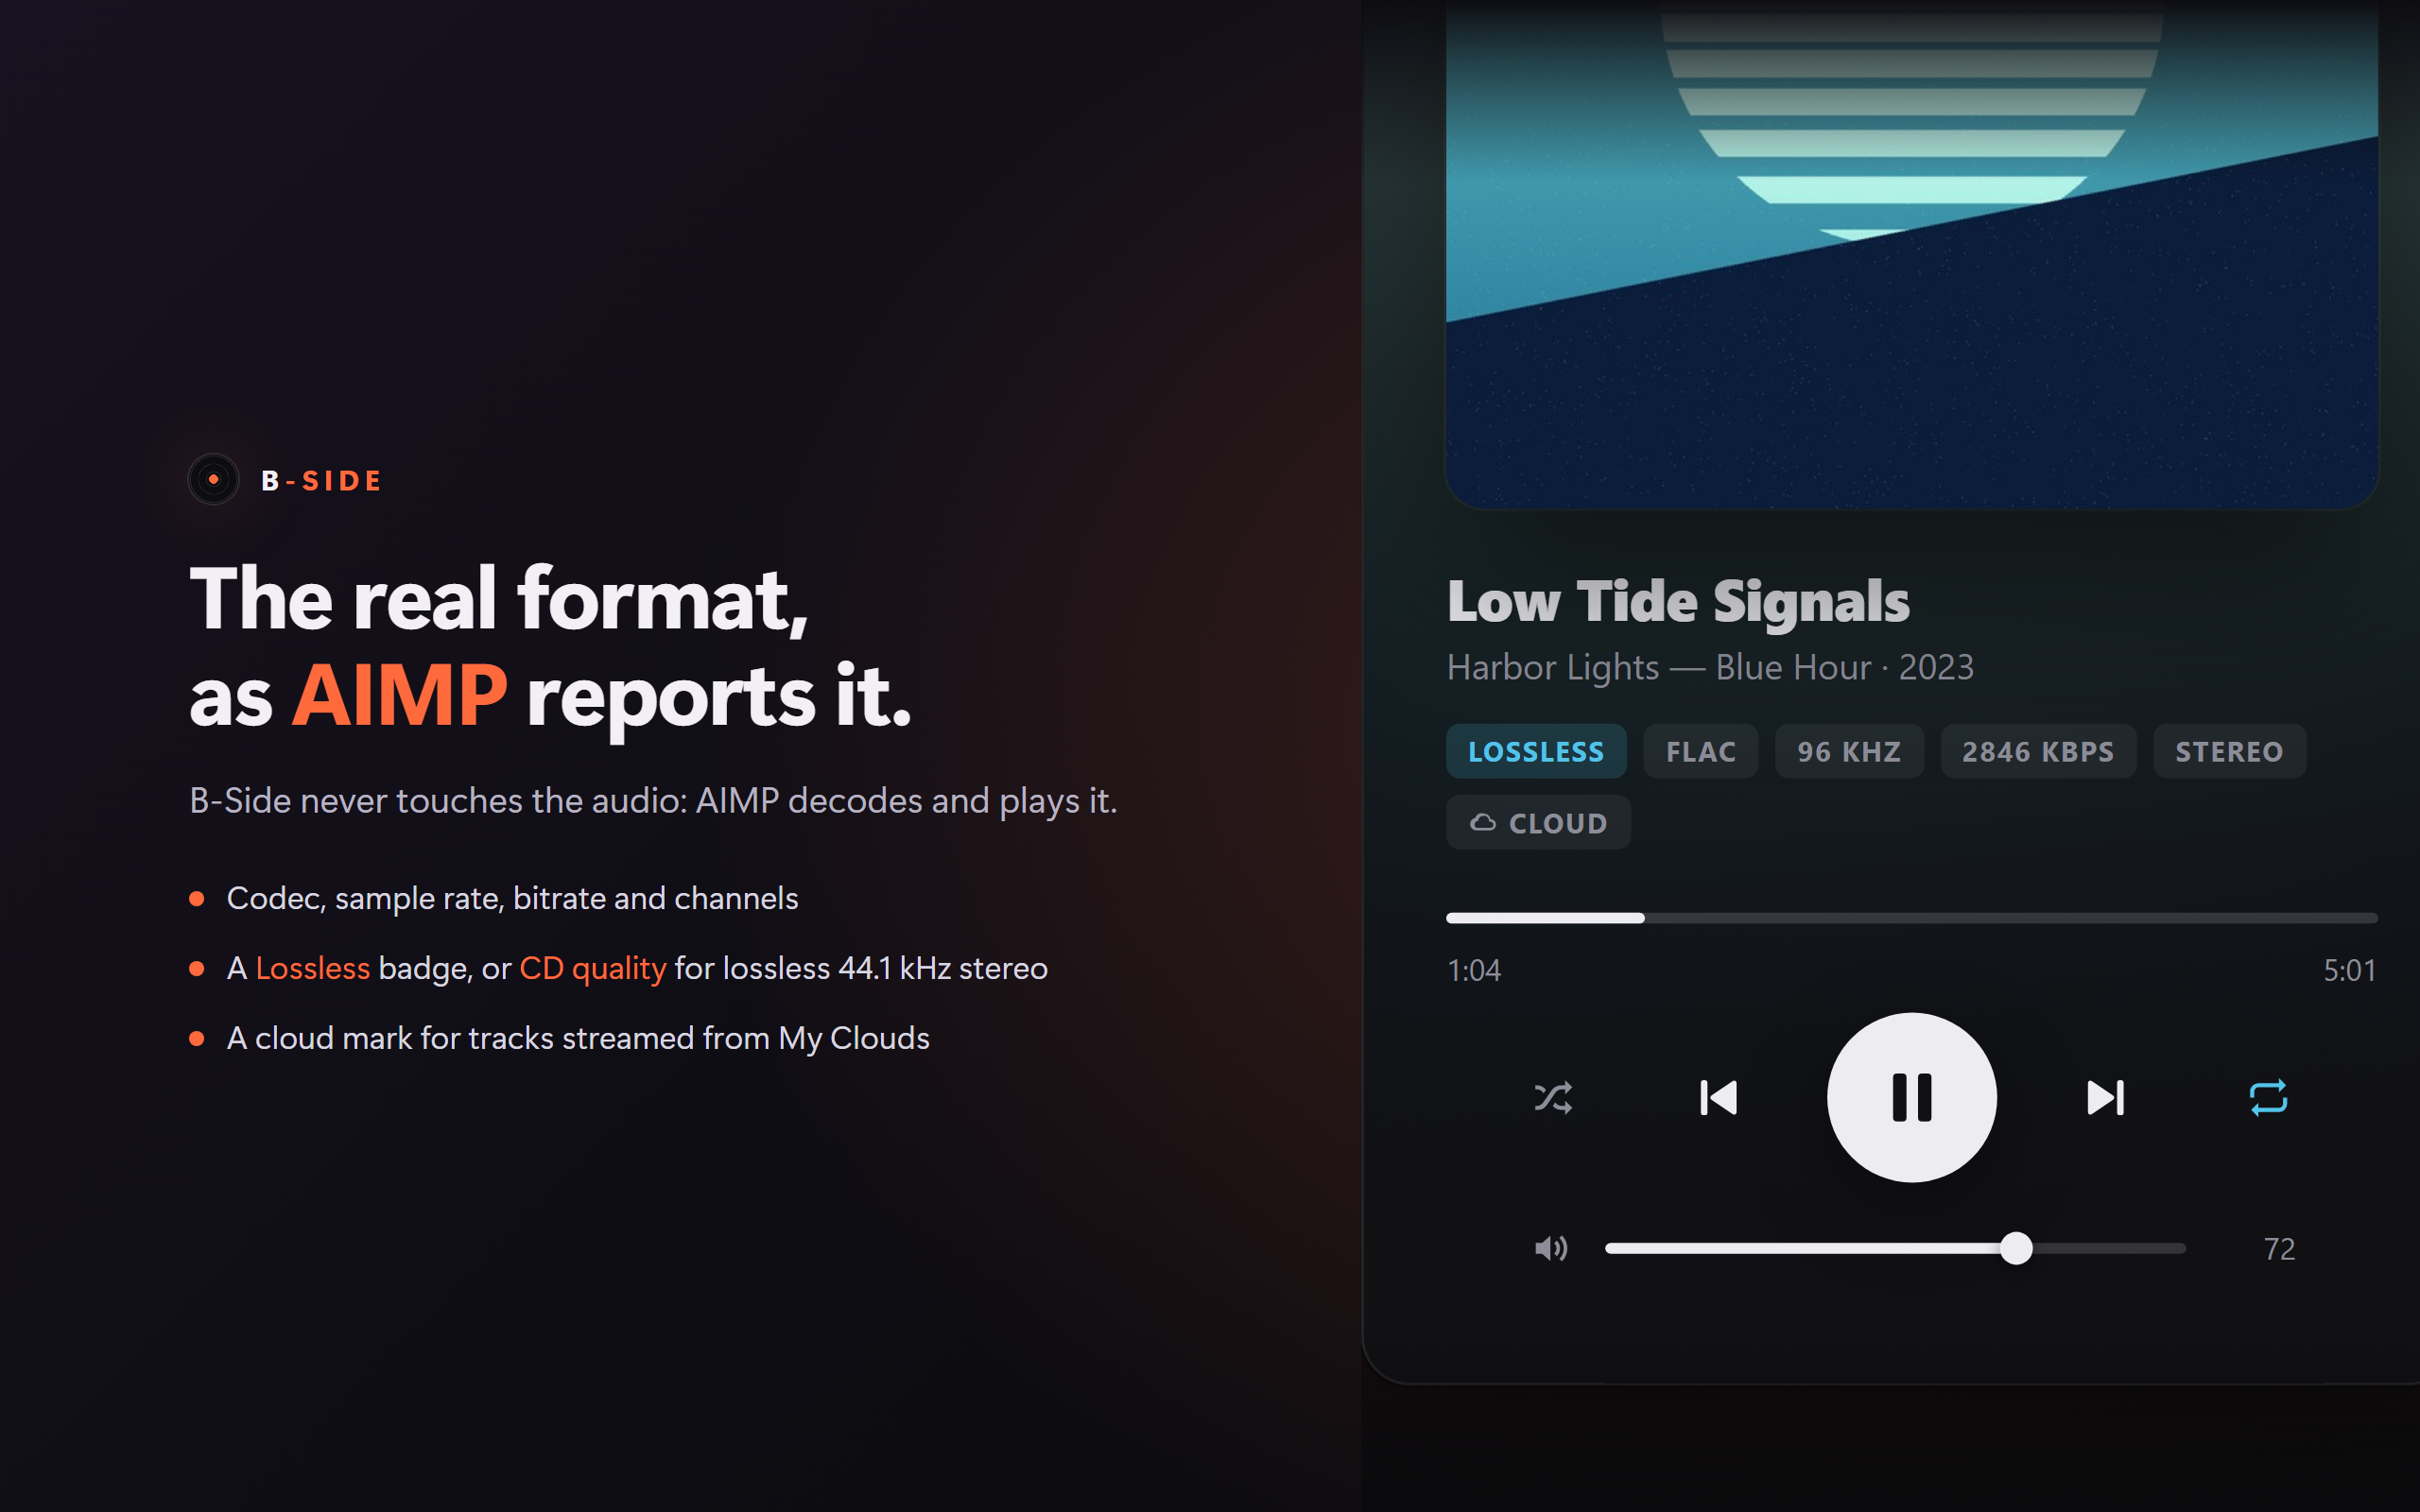 B-SIDE
The real format,
as AIMP reports it.
B-Side never touches the audio: AIMP decodes and plays it.
Codec, sample rate, bitrate and channels
A Lossless badge, or CD quality for lossless 44.1 kHz stereo
A cloud mark for tracks streamed from My Clouds
Low Tide Signals
Harbor Lights — Blue Hour · 2023
LOSSLESS FLAC 96 KHZ 2846 KBPS STEREO
CLOUD
1:04 5:01
72